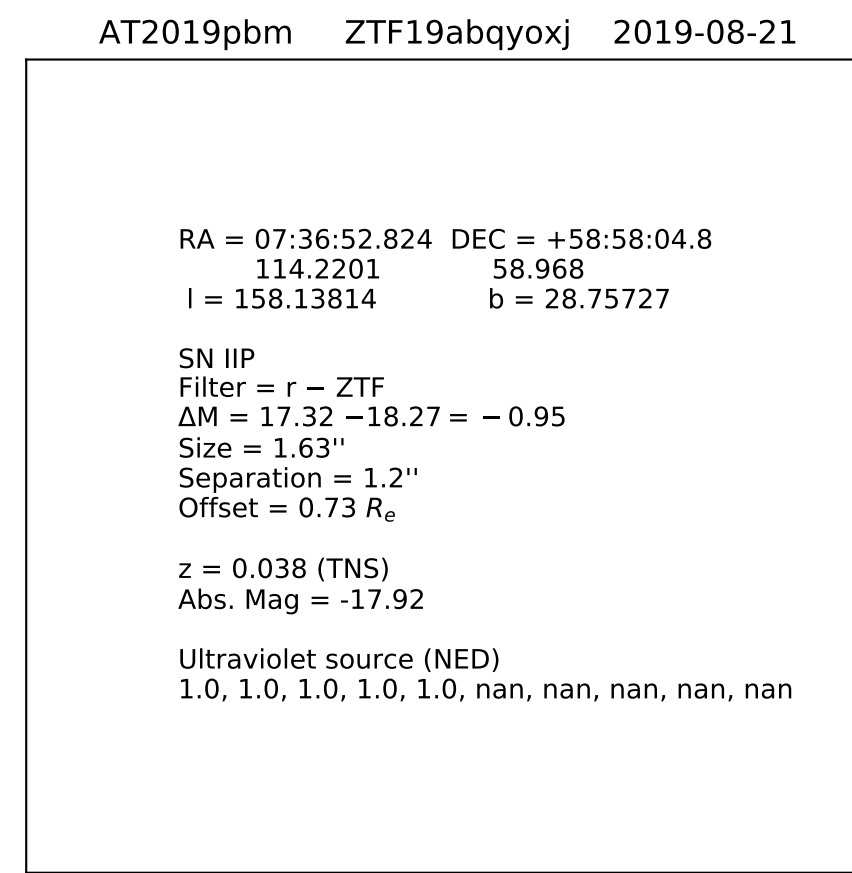 AT2019pbm ZTF19abqyoxj 2019-08-21
RA = 07:36:52.824 DEC = +58:58:04.8
114.2201 58.968
l = 158.13814 b = 28.75727
SN IIP
Filter = r − ZTF
ΔM = 17.32 −18.27 = − 0.95
Size = 1.63''
Separation = 1.2''
Offset = 0.73 Rₑ
z = 0.038 (TNS)
Abs. Mag = -17.92
Ultraviolet source (NED)
1.0, 1.0, 1.0, 1.0, 1.0, nan, nan, nan, nan, nan